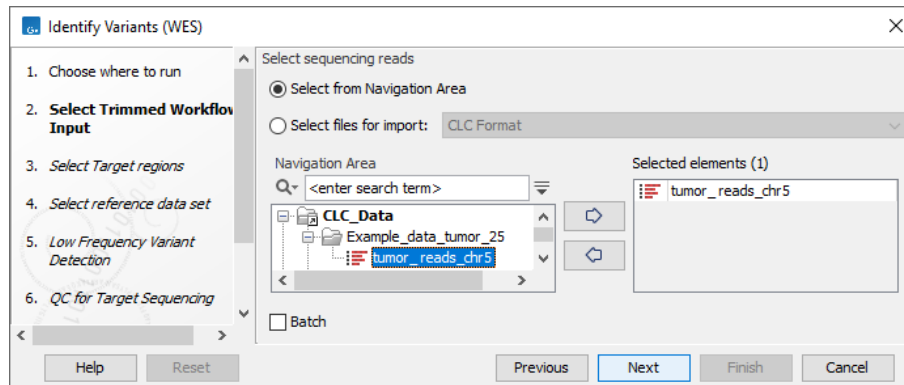 G.
Identify Variants (WES)
1. Choose where to run
2. Select Trimmed Workflow
Input
3. Select Target regions
4. Select reference data set
5. Low Frequency Variant
Detection
6. QC for Target Sequencing
Select sequencing reads
Select from Navigation Area
Select files for import: CLC Format
Navigation Area
<enter search term>
CLC_Data
Example_data_tumor_25
tumor_reads_chr5
Selected elements (1)
tumor_reads_chr5
Batch
Help Reset Previous Next Finish Cancel